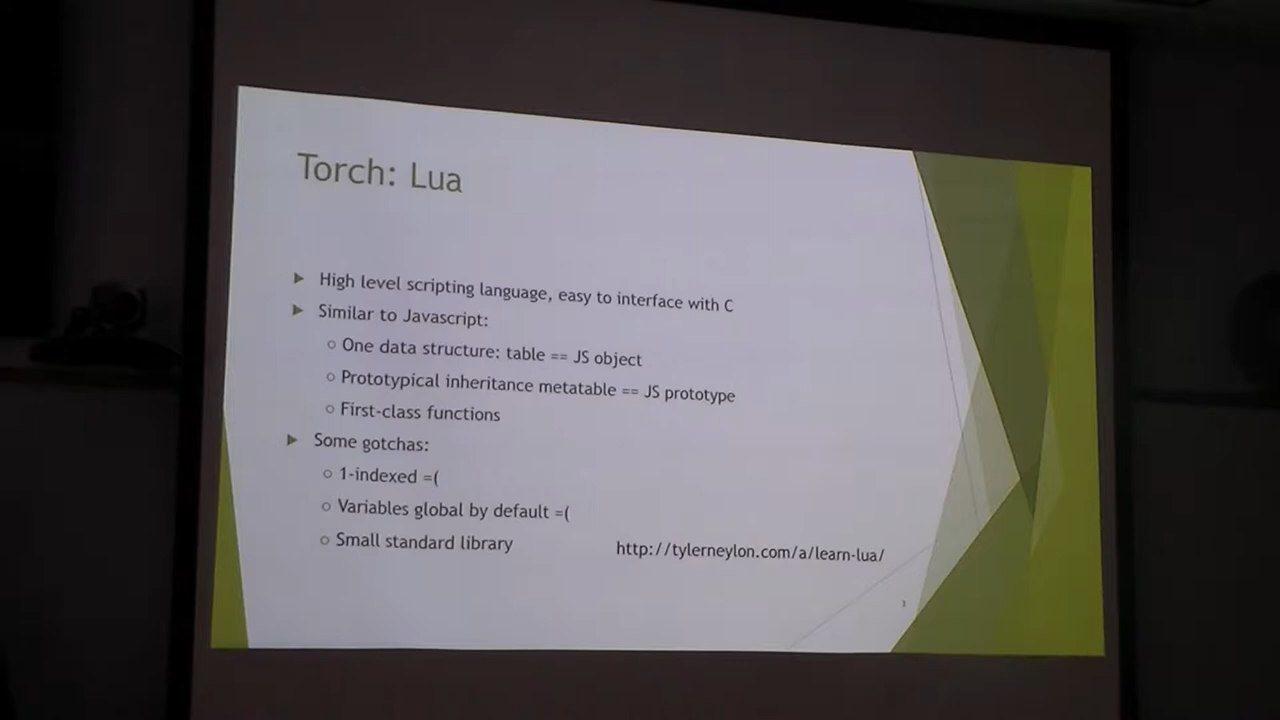 Torch: Lua
High level scripting language, easy to interface with C
Similar to Javascript:
One data structure: table == JS object
Prototypical inheritance metatable == JS prototype
First-class functions
Some gotchas:
1-indexed =(
Variables global by default =(
Small standard library
http://tylerneylon.com/a/learn-lua/